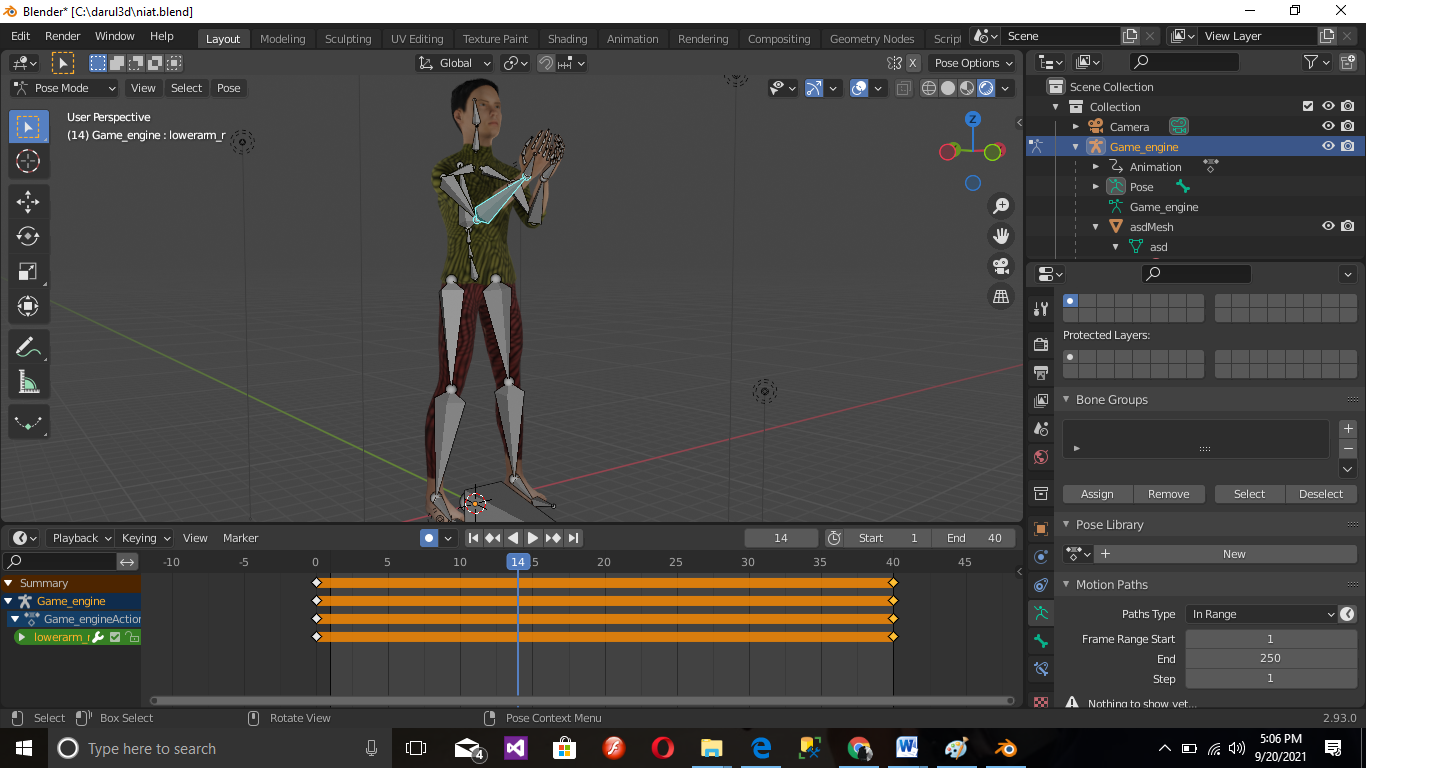 Blender* [C:\darul3d\niat.blend]
Edit Render Window Help Layout Modeling Sculpting UV Editing Texture Paint Shading Animation Rendering Compositing Geometry Nodes Script Scene View Layer
Global X Pose Options
Pose Mode View Select Pose
User Perspective
(14) Game_engine : lowerarm_r
Z
Scene Collection
Collection
Camera
Game_engine
Animation
Pose
Game_engine
asdMesh
asd
Protected Layers:
Bone Groups
Assign Remove Select Deselect
Pose Library
New
Motion Paths
Paths Type In Range
Frame Range Start 1
End 250
Step 1
Nothing to show yet...
Playback Keying View Marker 14 Start 1 End 40
-10 -5 0 5 10 14 15 20 25 30 35 40 45
Summary
Game_engine
Game_engineAction
lowerarm_r
Select Box Select Rotate View Pose Context Menu 2.93.0
Type here to search 4 5:06 PM
9/20/2021